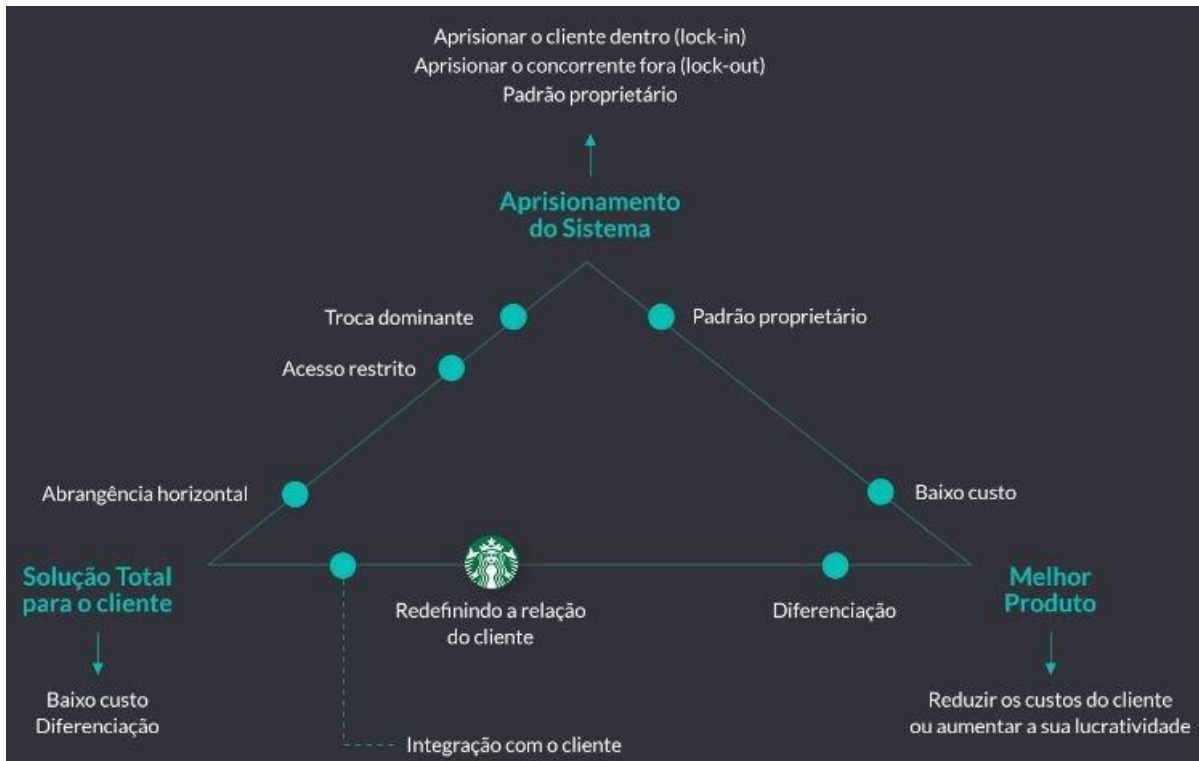 Aprisionar o cliente dentro (lock-in)
Aprisionar o concorrente fora (lock-out)
Padrão proprietário
Aprisionamento
do Sistema
Troca dominante
Padrão proprietário
Acesso restrito
Abrangência horizontal
Baixo custo
Solução Total
para o cliente
Redefinindo a relação
do cliente
Diferenciação
Melhor
Produto
Baixo custo
Diferenciação
Reduzir os custos do cliente
ou aumentar a sua lucratividade
Integração com o cliente